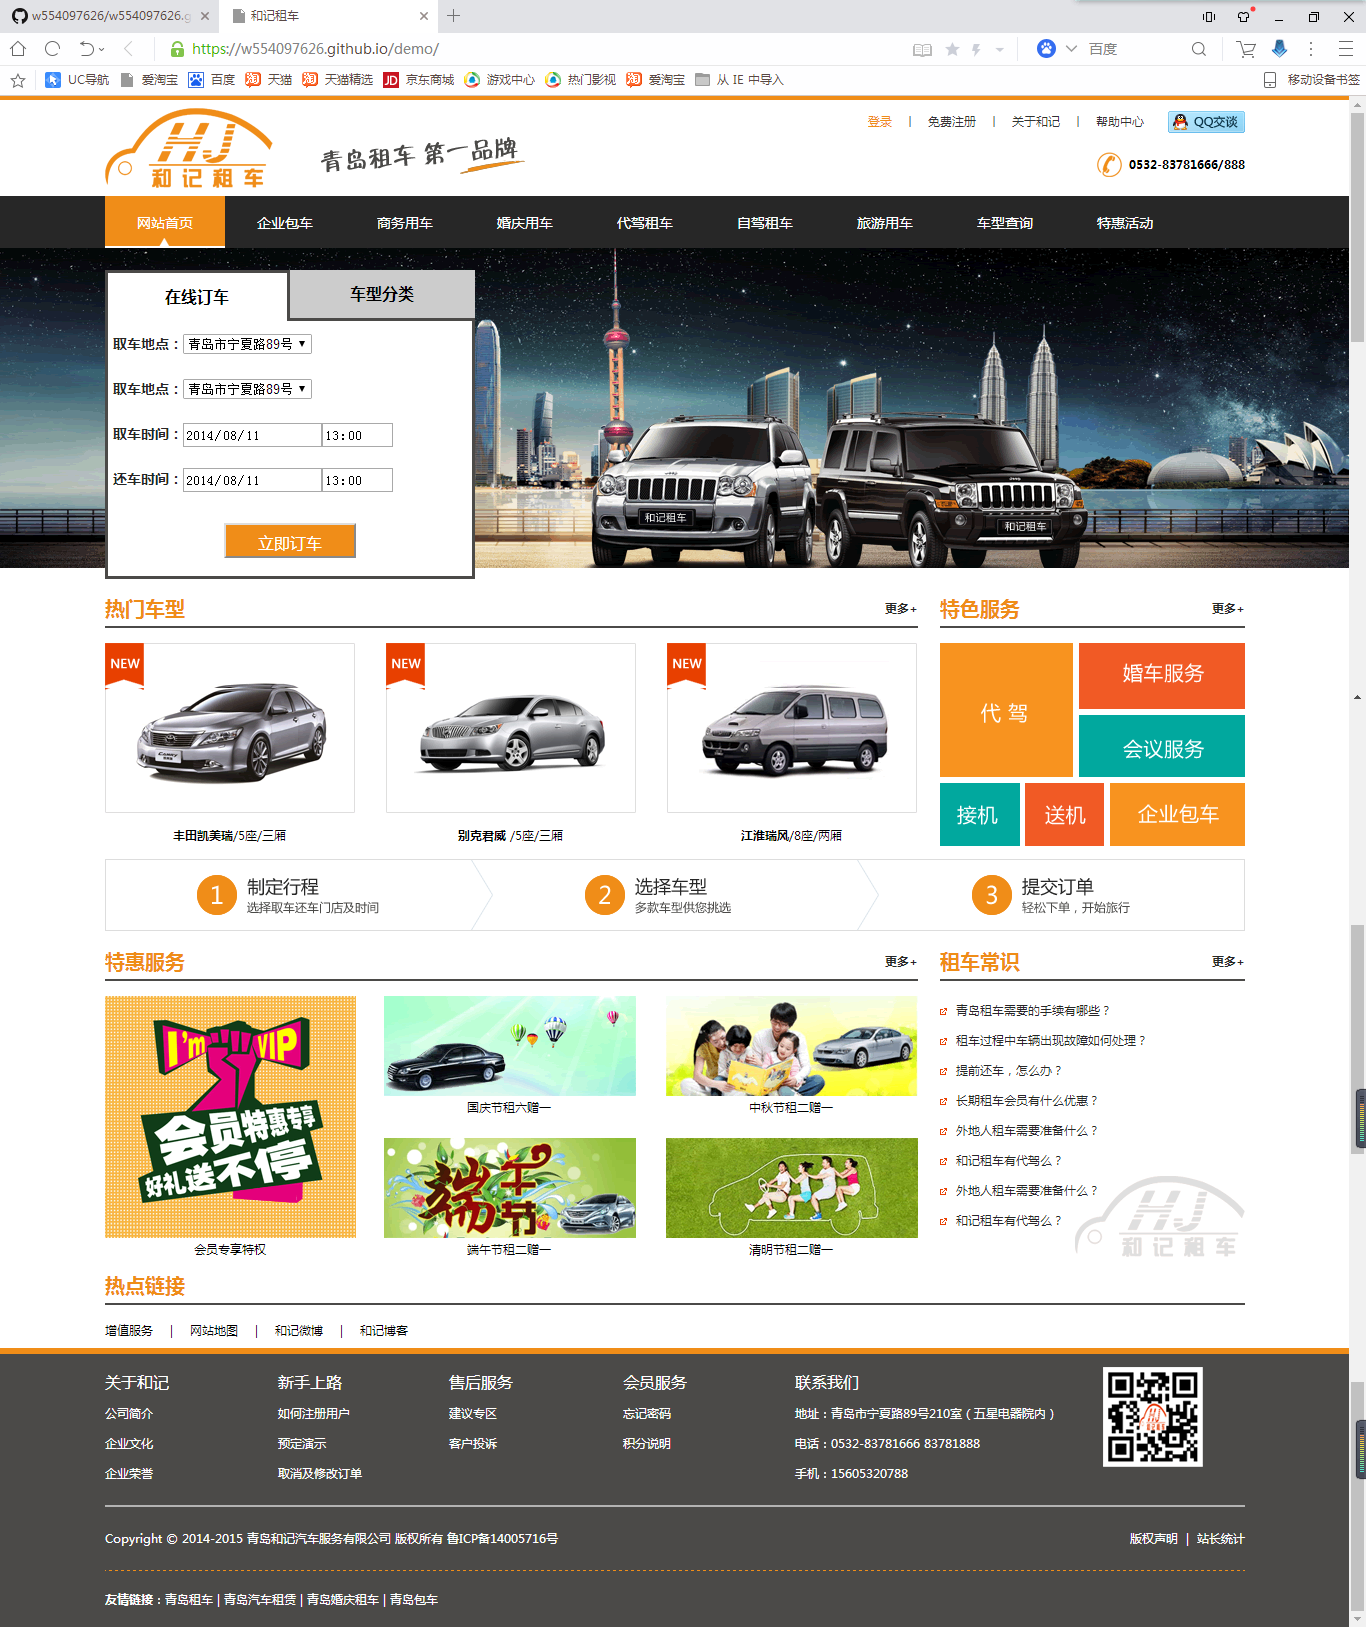 w554097626/w554097626.g
和记租车
https://w554097626.github.io/demo/
百度
UC导航 爱淘宝 百度 天猫 天猫精选 京东商城 游戏中心 热门影视 爱淘宝 从 IE 中导入 移动设备书签
HJ
和记租车
青岛租车 第一品牌
登录 | 免费注册 | 关于和记 | 帮助中心 QQ交谈
0532-83781666/888
网站首页 企业包车 商务用车 婚庆用车 代驾租车 自驾租车 旅游用车 车型查询 特惠活动
在线订车 车型分类
取车地点：青岛市宁夏路89号
取车地点：青岛市宁夏路89号
取车时间：2014/08/11 13:00
还车时间：2014/08/11 13:00
立即订车
和记租车
和记租车
热门车型 更多+
NEW NEW NEW
丰田凯美瑞/5座/三厢 别克君威 /5座/三厢 江淮瑞风/8座/两厢
特色服务 更多+
代 驾
婚车服务
会议服务
接机 送机 企业包车
1 制定行程
选择取车还车门店及时间
2 选择车型
多款车型供您挑选
3 提交订单
轻松下单，开始旅行
特惠服务 更多+
I'm VIP
会员特惠专享
好礼送不停
会员专享特权
国庆节租六赠一
中秋节租二赠一
端午节
端午节租二赠一
清明节租二赠一
租车常识 更多+
青岛租车需要的手续有哪些？
租车过程中车辆出现故障如何处理？
提前还车，怎么办？
长期租车会员有什么优惠？
外地人租车需要准备什么？
和记租车有代驾么？
外地人租车需要准备什么？
和记租车有代驾么？
HJ
和记租车
热点链接
增值服务 | 网站地图 | 和记微博 | 和记博客
关于和记
公司简介
企业文化
企业荣誉
新手上路
如何注册用户
预定演示
取消及修改订单
售后服务
建议专区
客户投诉
会员服务
忘记密码
积分说明
联系我们
地址：青岛市宁夏路89号210室（五星电器院内）
电话：0532-83781666 83781888
手机：15605320788
Copyright © 2014-2015 青岛和记汽车服务有限公司 版权所有 鲁ICP备14005716号
版权声明 | 站长统计
友情链接：青岛租车 | 青岛汽车租赁 | 青岛婚庆租车 | 青岛包车